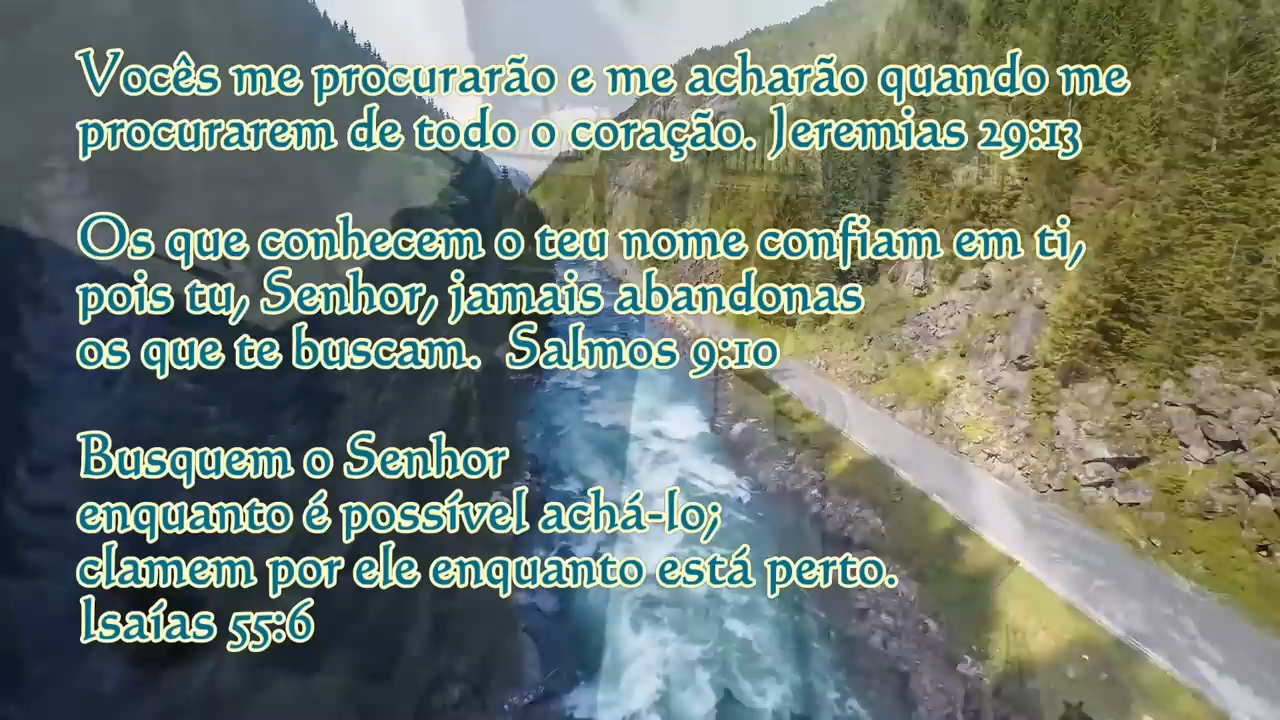 Vocês me procurarão e me acharão quando me
procurarem de todo o coração. Jeremias 29:13
Os que conhecem o teu nome confiam em ti,
pois tu, Senhor, jamais abandonas
os que te buscam. Salmos 9:10
Busquem o Senhor
enquanto é possível achá-lo;
clamem por ele enquanto está perto.
Isaías 55:6